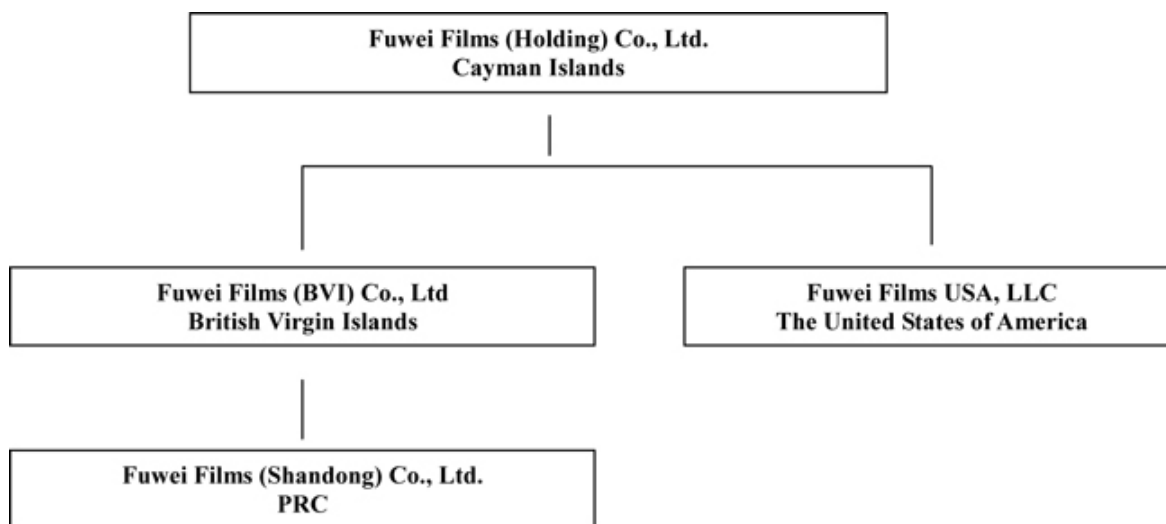 Fuwei Films (Holding) Co., Ltd.
Cayman Islands
Fuwei Films (BVI) Co., Ltd
British Virgin Islands
Fuwei Films USA, LLC
The United States of America
Fuwei Films (Shandong) Co., Ltd.
PRC